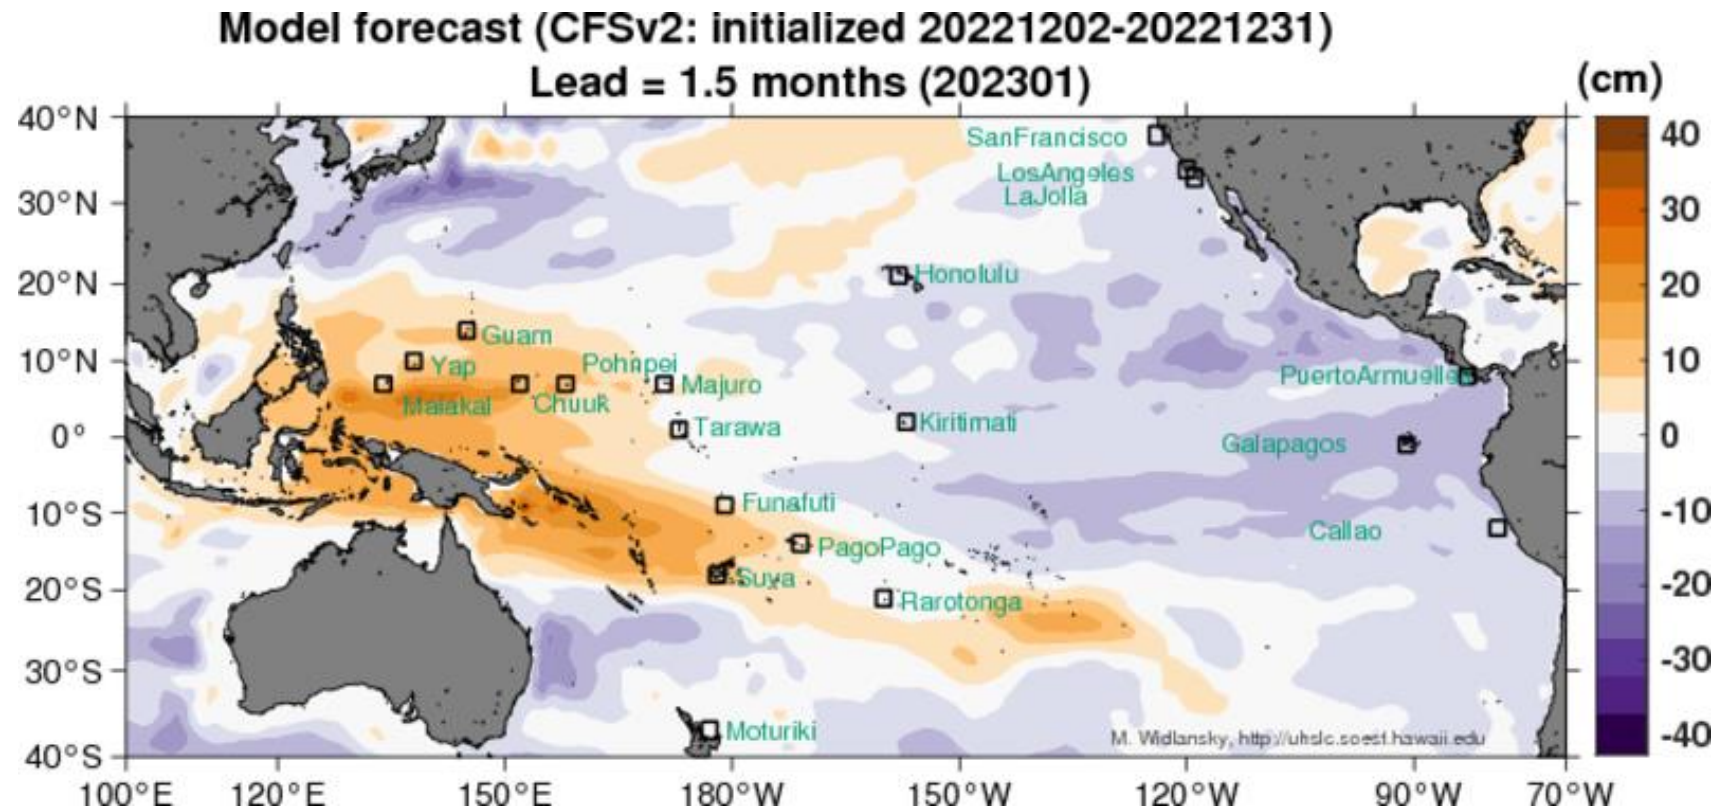 Model forecast (CFSv2: initialized 20221202-20221231)
Lead = 1.5 months (202301)
(cm)
40°N
30°N
20°N
10°N
0°
10°S
20°S
30°S
40°S
100°E 120°E 150°E 180°W 150°W 120°W 90°W 70°W
40
30
20
10
0
-10
-20
-30
-40
SanFrancisco
LosAngeles
LaJolla
Honolulu
Guam
Yap
Pohnpei
Malakal
Chuuk
Majuro
PuertoArmuelle
Tarawa
Kiritimati
Galapagos
Funafuti
Callao
PagoPago
Suva
Rarotonga
Moturiki
M. Widlansky, http://uhslc.soest.hawaii.edu